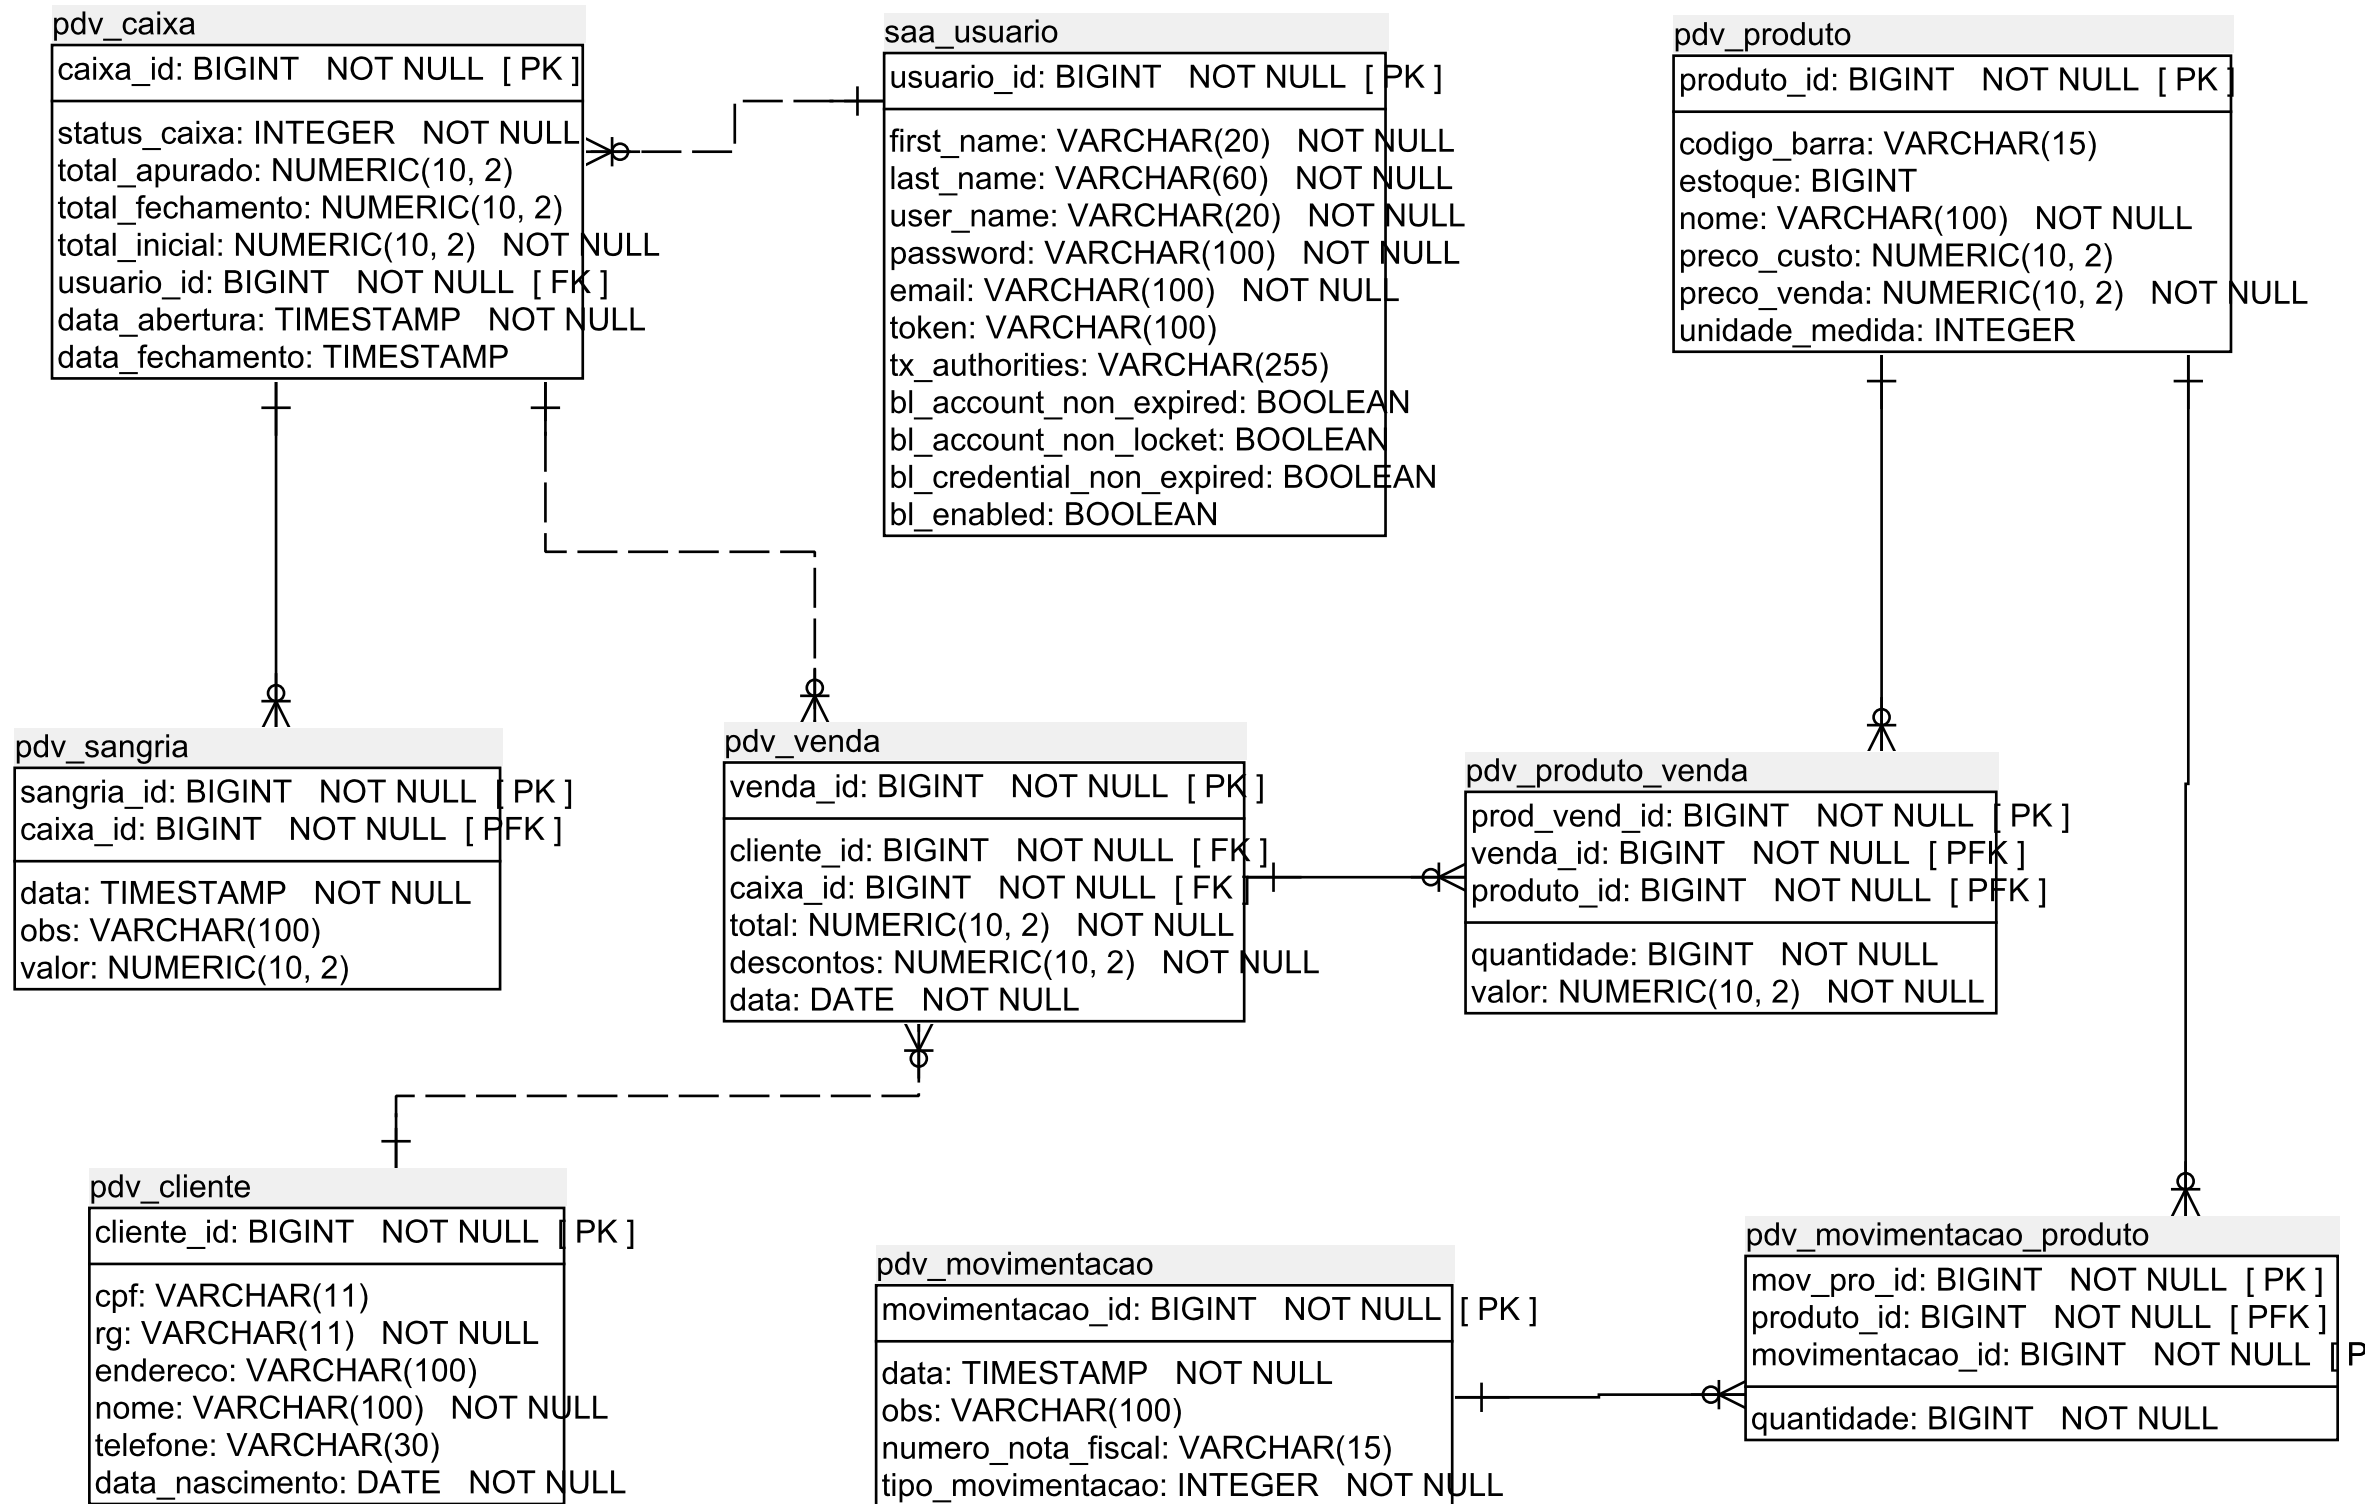 pdv_caixa
caixa_id: BIGINT NOT NULL [ PK ]
status_caixa: INTEGER NOT NULL
total_apurado: NUMERIC(10, 2)
total_fechamento: NUMERIC(10, 2)
total_inicial: NUMERIC(10, 2) NOT NULL
usuario_id: BIGINT NOT NULL [ FK ]
data_abertura: TIMESTAMP NOT NULL
data_fechamento: TIMESTAMP
saa_usuario
usuario_id: BIGINT NOT NULL [ PK ]
first_name: VARCHAR(20) NOT NULL
last_name: VARCHAR(60) NOT NULL
user_name: VARCHAR(20) NOT NULL
password: VARCHAR(100) NOT NULL
email: VARCHAR(100) NOT NULL
token: VARCHAR(100)
tx_authorities: VARCHAR(255)
bl_account_non_expired: BOOLEAN
bl_account_non_locket: BOOLEAN
bl_credential_non_expired: BOOLEAN
bl_enabled: BOOLEAN
pdv_produto
produto_id: BIGINT NOT NULL [ PK ]
codigo_barra: VARCHAR(15)
estoque: BIGINT
nome: VARCHAR(100) NOT NULL
preco_custo: NUMERIC(10, 2)
preco_venda: NUMERIC(10, 2) NOT NULL
unidade_medida: INTEGER
pdv_sangria
sangria_id: BIGINT NOT NULL [ PK ]
caixa_id: BIGINT NOT NULL [ PFK ]
data: TIMESTAMP NOT NULL
obs: VARCHAR(100)
valor: NUMERIC(10, 2)
pdv_venda
venda_id: BIGINT NOT NULL [ PK ]
cliente_id: BIGINT NOT NULL [ FK ]
caixa_id: BIGINT NOT NULL [ FK ]
total: NUMERIC(10, 2) NOT NULL
descontos: NUMERIC(10, 2) NOT NULL
data: DATE NOT NULL
pdv_produto_venda
prod_vend_id: BIGINT NOT NULL [ PK ]
venda_id: BIGINT NOT NULL [ PFK ]
produto_id: BIGINT NOT NULL [ PFK ]
quantidade: BIGINT NOT NULL
valor: NUMERIC(10, 2) NOT NULL
pdv_cliente
cliente_id: BIGINT NOT NULL [ PK ]
cpf: VARCHAR(11)
rg: VARCHAR(11) NOT NULL
endereco: VARCHAR(100)
nome: VARCHAR(100) NOT NULL
telefone: VARCHAR(30)
data_nascimento: DATE NOT NULL
pdv_movimentacao
movimentacao_id: BIGINT NOT NULL [ PK ]
data: TIMESTAMP NOT NULL
obs: VARCHAR(100)
numero_nota_fiscal: VARCHAR(15)
tipo_movimentacao: INTEGER NOT NULL
pdv_movimentacao_produto
mov_pro_id: BIGINT NOT NULL [ PK ]
produto_id: BIGINT NOT NULL [ PFK ]
movimentacao_id: BIGINT NOT NULL [
quantidade: BIGINT NOT NULL